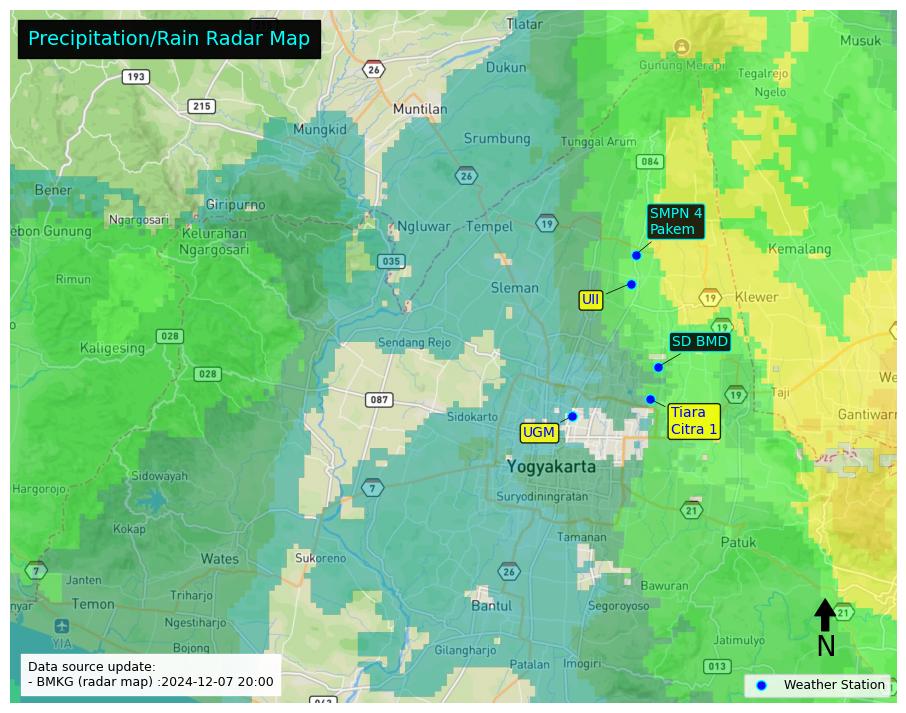 Precipitation/Rain Radar Map
Tlatar
Musuk
26
193
Dukun
Gunung Merapi
Tegalrejo
Ngelo
215
Muntilan
Mungkid
Srumbung
Tunggal Arum
084
26
Bener
Giripurno
SMPN 4
Pakem
Ngargosari
Ngluwar
Tempel
19
ebon Gunung
Kelurahan
Ngargosari
Kemalang
035
Rimun
Sleman
UII
19
Klewer
19
028
Sendang Rejo
SD BMD
Kaligesing
028
We
087
19
Taji
Sidokarto
Tiara
Citra 1
Gantiwarn
UGM
Yogyakarta
Sidowayah
Hargorojo
7
Suryodiningratan
21
Kokap
Tamanan
Patuk
Wates
Sukoreno
7
26
Janten
Bawuran
nyar
Temon
Triharjo
Bantul
Segoroyoso
21
Ngestiharjo
YIA
Jatimulyo
N
Bojong
Gilangharjo
Patalan
Imogiri
013
Data source update:
- BMKG (radar map) :2024-12-07 20:00
Weather Station